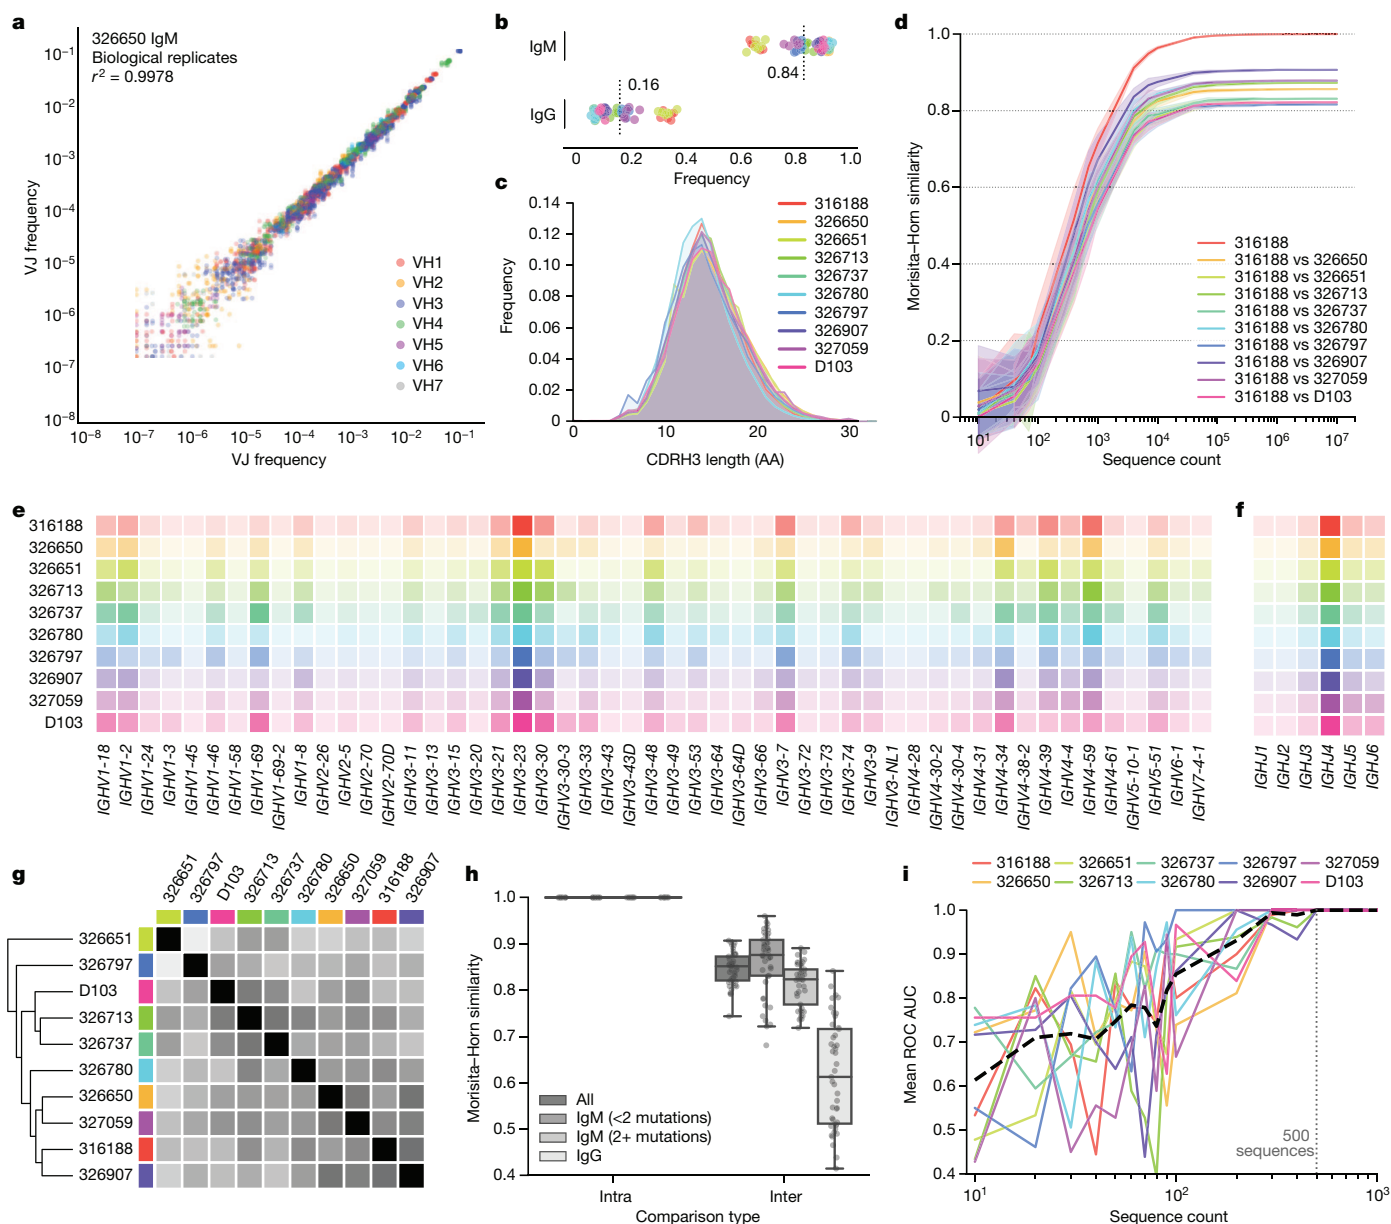 a
326650 IgM
Biological replicates
r² = 0.9978
10⁻¹
10⁻²
10⁻³
10⁻⁴
10⁻⁵
10⁻⁶
10⁻⁷
10⁻⁸
VJ frequency
VH1
VH2
VH3
VH4
VH5
VH6
VH7
10⁻⁸ 10⁻⁷ 10⁻⁶ 10⁻⁵ 10⁻⁴ 10⁻³ 10⁻² 10⁻¹
VJ frequency
b
IgM
0.84
0.16
IgG
0 0.2 0.4 0.6 0.8 1.0
Frequency
c
0.14
0.12
0.10
0.08
0.06
0.04
0.02
0
Frequency
316188
326650
326651
326713
326737
326780
326797
326907
327059
D103
0 10 20 30
CDRH3 length (AA)
d
1.0
0.8
0.6
0.4
0.2
0
Morisita–Horn similarity
316188
316188 vs 326650
316188 vs 326651
316188 vs 326713
316188 vs 326737
316188 vs 326780
316188 vs 326797
316188 vs 326907
316188 vs 327059
316188 vs D103
10¹ 10² 10³ 10⁴ 10⁵ 10⁶ 10⁷
Sequence count
e
316188
326650
326651
326713
326737
326780
326797
326907
327059
D103
IGHV1-18
IGHV1-2
IGHV1-24
IGHV1-3
IGHV1-45
IGHV1-46
IGHV1-58
IGHV1-69
IGHV1-69-2
IGHV1-8
IGHV2-26
IGHV2-5
IGHV2-70
IGHV2-70D
IGHV3-11
IGHV3-13
IGHV3-15
IGHV3-20
IGHV3-21
IGHV3-23
IGHV3-30
IGHV3-30-3
IGHV3-33
IGHV3-43
IGHV3-43D
IGHV3-48
IGHV3-49
IGHV3-53
IGHV3-64
IGHV3-64D
IGHV3-66
IGHV3-7
IGHV3-72
IGHV3-73
IGHV3-74
IGHV3-9
IGHV3-NL1
IGHV4-28
IGHV4-30-2
IGHV4-30-4
IGHV4-31
IGHV4-34
IGHV4-38-2
IGHV4-39
IGHV4-4
IGHV4-59
IGHV4-61
IGHV5-10-1
IGHV5-51
IGHV6-1
IGHV7-4-1
f
IGHJ1
IGHJ2
IGHJ3
IGHJ4
IGHJ5
IGHJ6
g
326651
326797
D103
326713
326737
326780
326650
327059
316188
326907
326651
326797
D103
326713
326737
326780
326650
327059
316188
326907
h
1.0
0.9
0.8
0.7
0.6
0.5
0.4
Morisita–Horn similarity
All
IgM (<2 mutations)
IgM (2+ mutations)
IgG
Intra Inter
Comparison type
i
316188 326651 326737 326797 327059
326650 326713 326780 326907 D103
1.0
0.9
0.8
0.7
0.6
0.5
0.4
Mean ROC AUC
500
sequences
10¹ 10² 10³
Sequence count